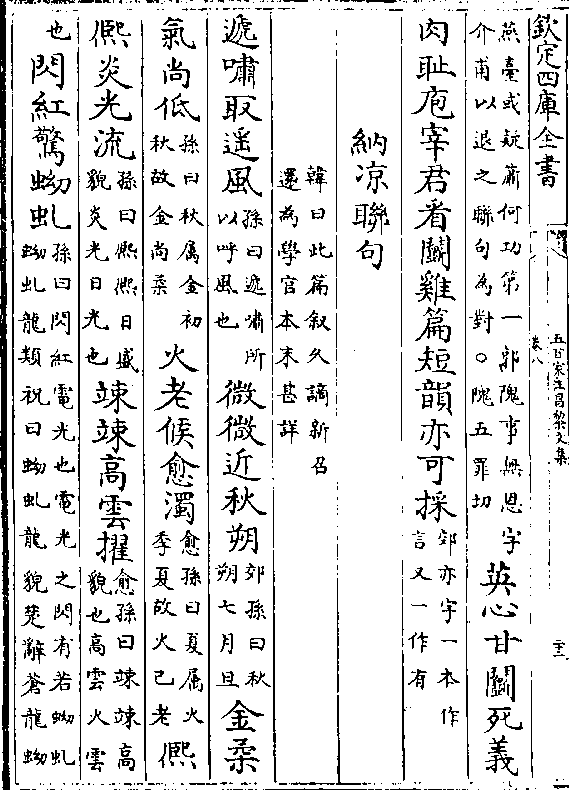 欽定四庫全書
五百家注昌黎文集
卷八
燕臺或疑蕭何功第一郭隗事無恩字介甫以退之聯句為對○隗五罪切英心甘鬬死義
肉恥庖宰君看鬬雞篇短韻亦可採郊亦字一本作言又一作有
納凉聯句
韓曰此篇叙久謫新召
還為學官本末甚詳
遞嘯取遥風孫曰遞嘯所以呼風也微微近秋朔郊孫曰秋朔七月旦金柔
氣尚低孫曰秋屬金初秋故金尚柔火老候愈濁愈孫曰夏屬火季夏故火已老熈
熈炎光流孫曰熈熈日盛貌炎光日光也竦竦高雲擢愈孫曰竦竦高貌也高雲火雲
也閃紅驚蚴虬孫曰閃紅電光也電光之閃有若蚴虬蚴虬龍類祝曰蚴虬龍貌楚辭蒼龍蚴